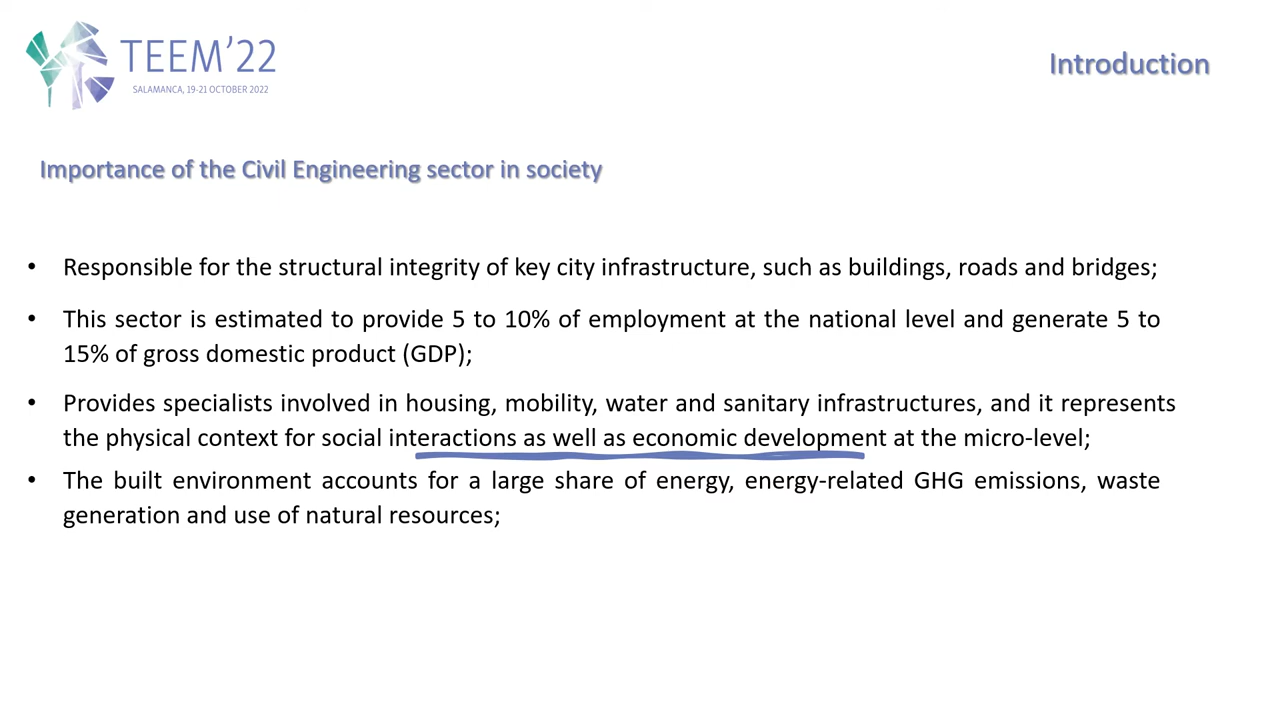 TEEM’22
SALAMANCA, 19-21 OCTOBER 2022
Introduction
Importance of the Civil Engineering sector in society
• Responsible for the structural integrity of key city infrastructure, such as buildings, roads and bridges;
• This sector is estimated to provide 5 to 10% of employment at the national level and generate 5 to
15% of gross domestic product (GDP);
• Provides specialists involved in housing, mobility, water and sanitary infrastructures, and it represents
the physical context for social interactions as well as economic development at the micro-level;
• The built environment accounts for a large share of energy, energy-related GHG emissions, waste
generation and use of natural resources;